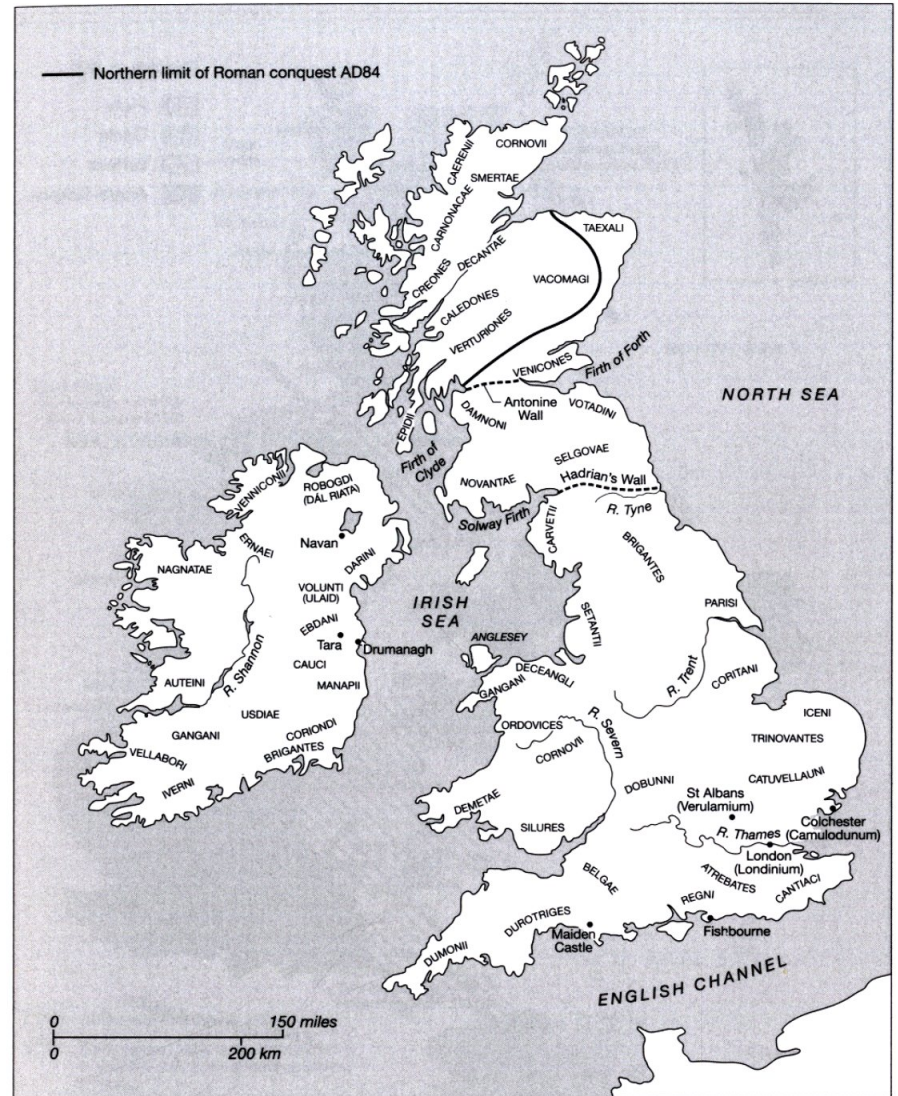 Northern limit of Roman conquest AD84
CORNOVII
CAERENII
SMERTAE
CARNONACAE
TAEXALI
DECANTAE
CREONES
VACOMAGI
CALEDONES
VERTURIONES
VENICONES
Firth of Forth
NORTH SEA
Antonine
Wall
DAMNONI
VOTADINI
EPIDII
Firth of
Clyde
SELGOVAE
NOVANTAE
Hadrian's Wall
Solway Firth
R. Tyne
CARVETII
BRIGANTES
VENNICONII
ROBOGDI
(DÁL RIATA)
Navan
ERNAEI
DARINI
NAGNATAE
VOLUNTI
(ULAID)
IRISH
SEA
SETANTII
PARISI
EBDANI
Tara
Drumanagh
ANGLESEY
R. Shannon
CAUCI
DECEANGLI
GANGANI
R. Trent
CORITANI
AUTEINI
MANAPII
USDIAE
GANGANI
CORIONDI
BRIGANTES
VELLABORI
IVERNI
ORDOVICES
R. Severn
CORNOVII
ICENI
TRINOVANTES
DOBUNNI
CATUVELLAUNI
St Albans
(Verulamium)
DEMETAE
SILURES
Colchester
(Camulodunum)
R. Thames
London
(Londinium)
BELGAE
ATREBATES
CANTIACI
REGNI
DUROTRIGES
Maiden
Castle
Fishbourne
DUMONII
ENGLISH CHANNEL
0 150 miles
0 200 km